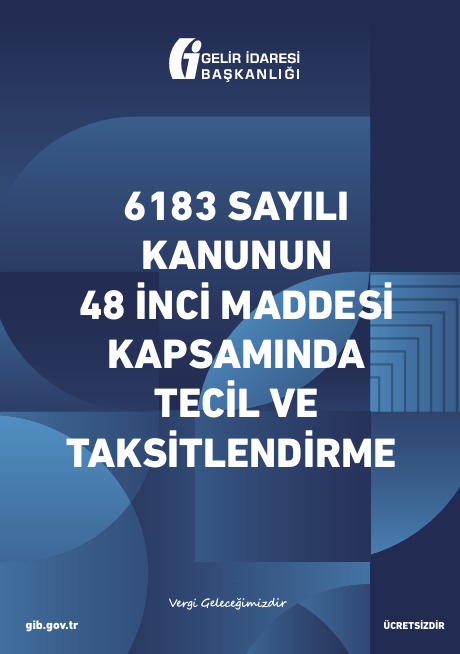 GELİR İDARESİ
BAŞKANLIĞI
6183 SAYILI
KANUNUN
48 İNCİ MADDESİ
KAPSAMINDA
TECİL VE
TAKSİTLENDİRME
Vergi Geleceğimizdir
gib.gov.tr
ÜCRETSİZDİR